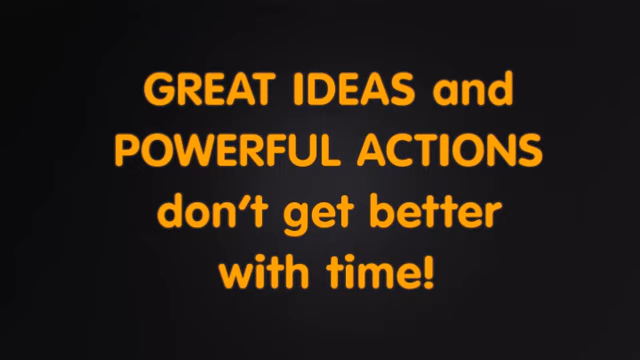 GREAT IDEAS and
POWERFUL ACTIONS
don't get better
with time!